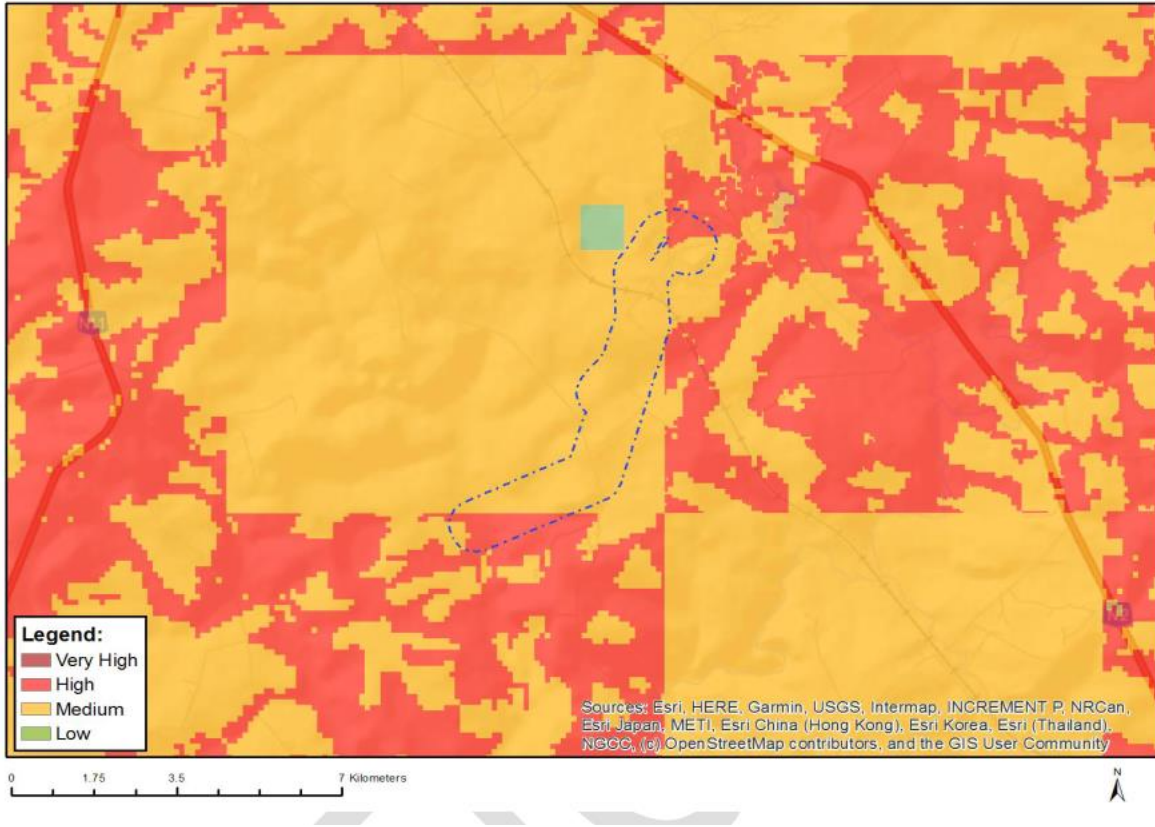 Legend:
Very High
High
Medium
Low
Sources: Esri, HERE, Garmin, USGS, Intermap, INCREMENT P, NRCan,
Esri Japan, METI, Esri China (Hong Kong), Esri Korea, Esri (Thailand),
NGCC, (c) OpenStreetMap contributors, and the GIS User Community
0 1.75 3.5 7 Kilometers
N